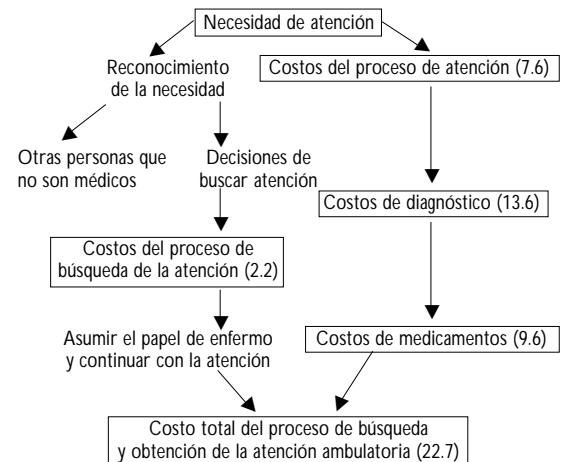 Necesidad de atención
Reconocimiento
de la necesidad
Costos del proceso de atención (7.6)
Otras personas que
no son médicos
Decisiones de
buscar atención
Costos de diagnóstico (13.6)
Costos del proceso de
búsqueda de la atención (2.2)
Asumir el papel de enfermo
y continuar con la atención
Costos de medicamentos (9.6)
Costo total del proceso de búsqueda
y obtención de la atención ambulatoria (22.7)